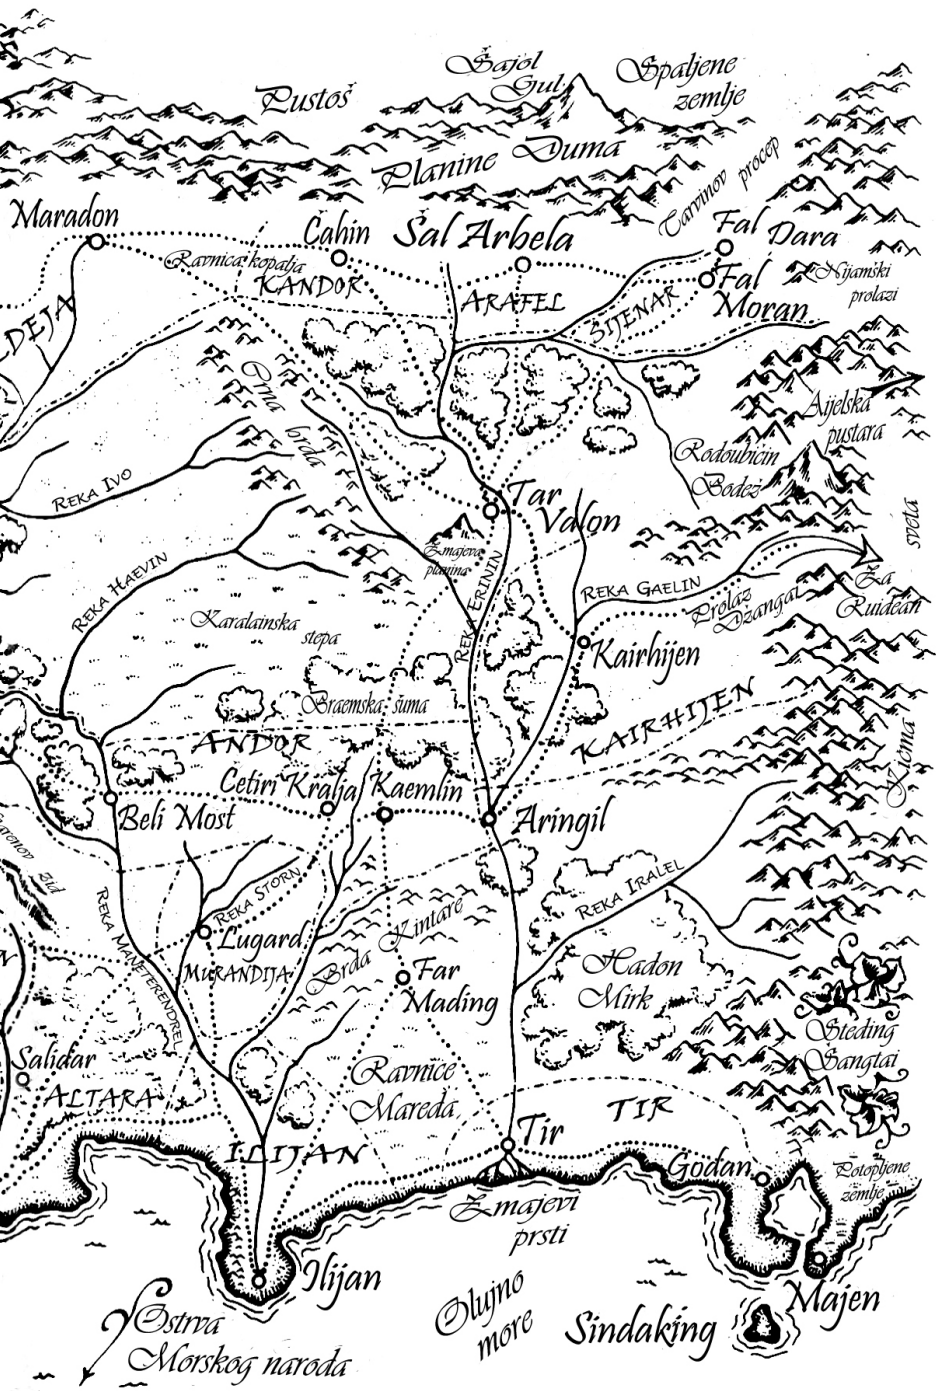 Šajol
Gul
Spaljene
zemlje
Pustoš
Planine Duma
Tarvinov procep
Maradon
Čahin
Šal Arbela
Fal Dara
Ravnica kopalja
KANDOR
ARAFEL
ŠIJENAR
Fal
Moran
Nijamski
prolazi
DEJA
Crna
brda
Aijelska
pustara
Rodoubičin
Bodež
REKA IVO
Tar
Valon
Zmajeva
planina
REKA ERININ
REKA HAEVIN
REKA GAELIN
Prolaz
Džangai
Za
Ruidean
sveta
Kičma
Karalainska
stepa
Kairhijen
Braemska šuma
ANDOR
KAIRHIJEN
Četiri Kralja
Kaemlin
Beli Most
Aringil
zid
REKA MANETERENDREL
REKA STORN
REKA IRALEL
Lugard
MURANDIJA
Brda Kintare
Far
Mading
Hadon
Mirk
Steding
Sangtai
Salidar
ALTARA
Ravnice
Mareda
TIR
ILIJAN
Tir
Godan
Potopljene
zemlje
Zmajevi
prsti
Ilijan
Olujno
more
Majen
Sindaking
Ostrva
Morskog naroda